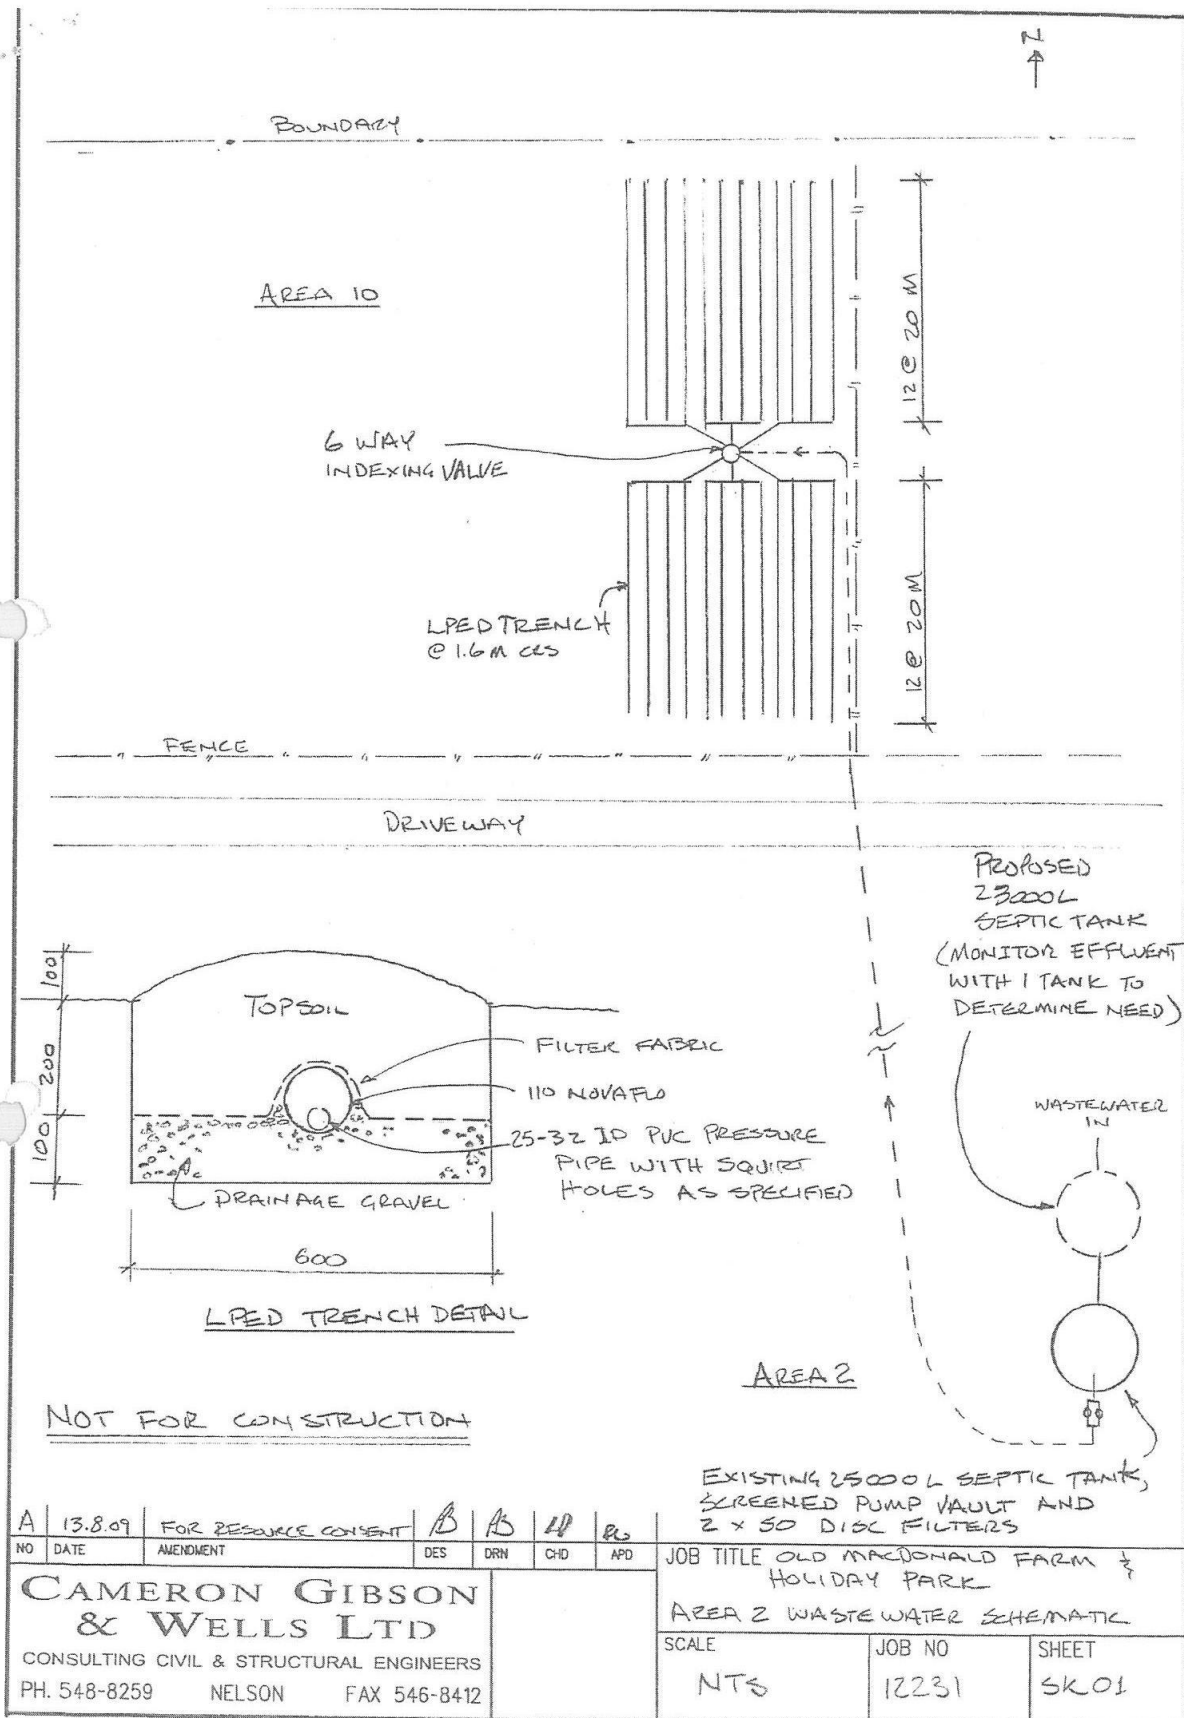 N
BOUNDARY
AREA 10
12 @ 20 M
6 WAY
INDEXING VALVE
LPED TRENCH
@ 1.6M CRS
12 @ 20M
FENCE
DRIVEWAY
PROPOSED
23000L
SEPTIC TANK
(MONITOR EFFLUENT
WITH 1 TANK TO
DETERMINE NEED)
100
200
100
TOPSOIL
FILTER FABRIC
110 NOVAFLO
25-32 ID PVC PRESSURE
PIPE WITH SQUIRT
HOLES AS SPECIFIED
DRAINAGE GRAVEL
600
LPED TRENCH DETAIL
WASTEWATER
IN
AREA 2
NOT FOR CONSTRUCTION
EXISTING 25000L SEPTIC TANK,
SCREENED PUMP VAULT AND
2 x 50 DISC FILTERS
A 13.8.09 FOR RESOURCE CONSENT
NO DATE AMENDMENT DES DRN CHD APD
CAMERON GIBSON
& WELLS LTD
CONSULTING CIVIL & STRUCTURAL ENGINEERS
PH. 548-8259 NELSON FAX 546-8412
JOB TITLE OLD MACDONALD FARM &
HOLIDAY PARK
AREA 2 WASTEWATER SCHEMATIC
SCALE
NTS
JOB NO
12231
SHEET
SK01